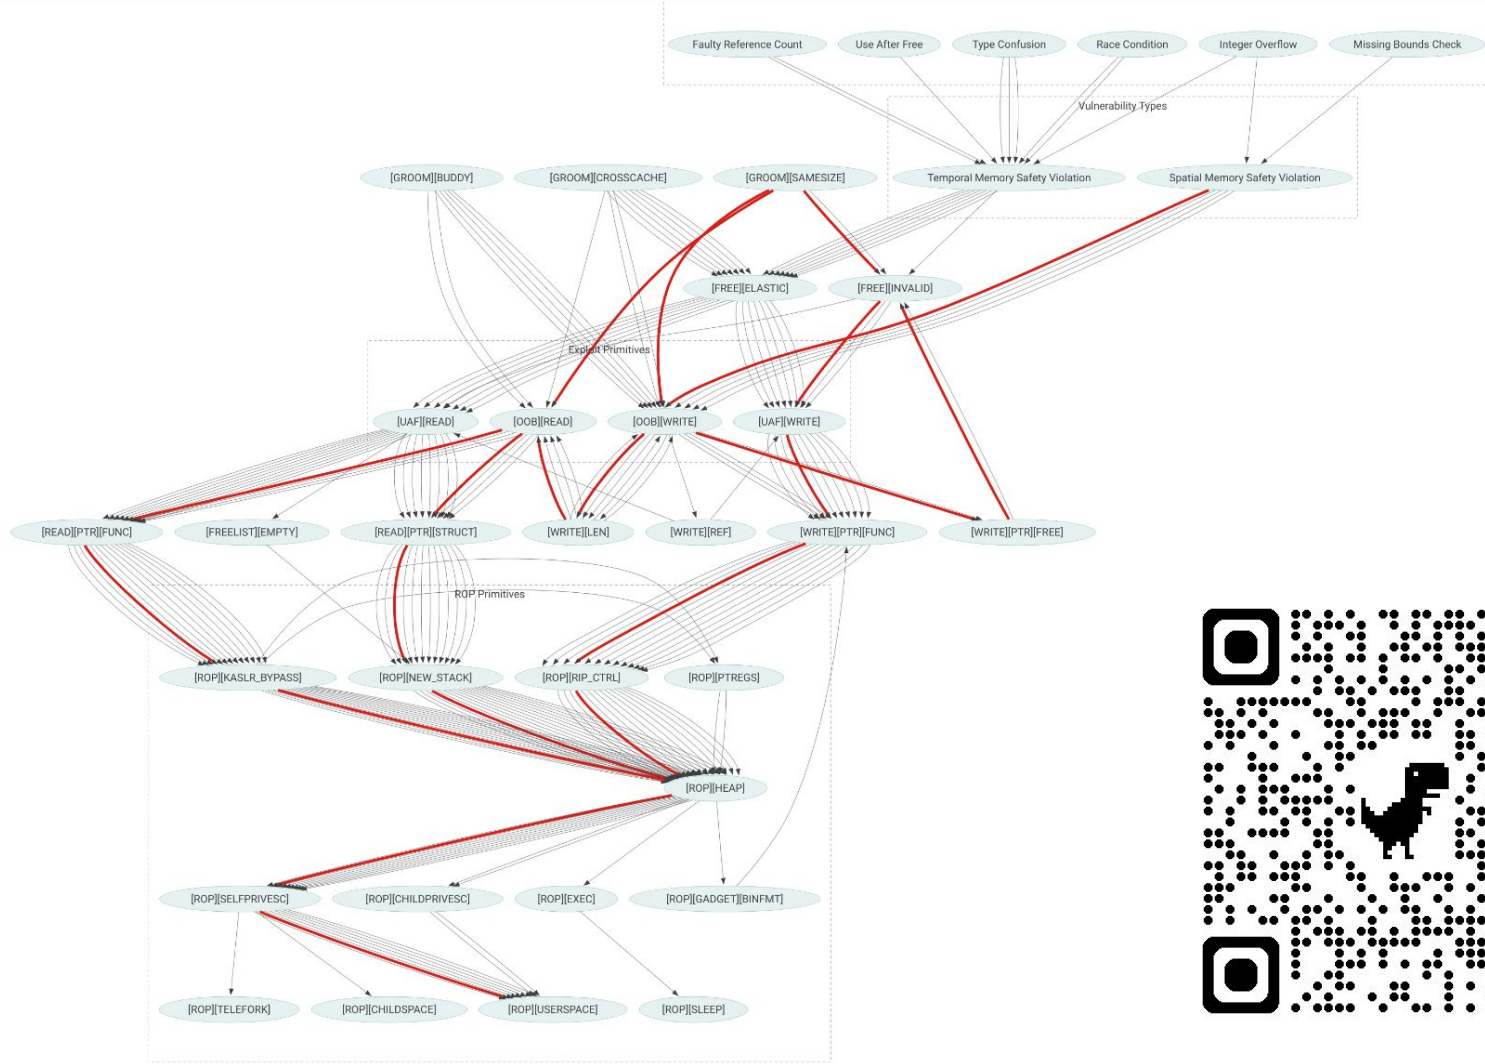 Faulty Reference Count
Use After Free
Type Confusion
Race Condition
Integer Overflow
Missing Bounds Check
Vulnerability Types
[GROOM][BUDDY]
[GROOM][CROSSCACHE]
[GROOM][SAMESIZE]
Temporal Memory Safety Violation
Spatial Memory Safety Violation
[FREE][ELASTIC]
[FREE][INVALID]
Exploit Primitives
[UAF][READ]
[OOB][READ]
[OOB][WRITE]
[UAF][WRITE]
[READ][PTR][FUNC]
[FREELIST][EMPTY]
[READ][PTR][STRUCT]
[WRITE][LEN]
[WRITE][REF]
[WRITE][PTR][FUNC]
[WRITE][PTR][FREE]
ROP Primitives
[ROP][KASLR_BYPASS]
[ROP][NEW_STACK]
[ROP][RIP_CTRL]
[ROP][PTREGS]
[ROP][HEAP]
[ROP][SELFPRIVESC]
[ROP][CHILDPRIVESC]
[ROP][EXEC]
[ROP][GADGET][BINFMT]
[ROP][TELEFORK]
[ROP][CHILDSPACE]
[ROP][USERSPACE]
[ROP][SLEEP]